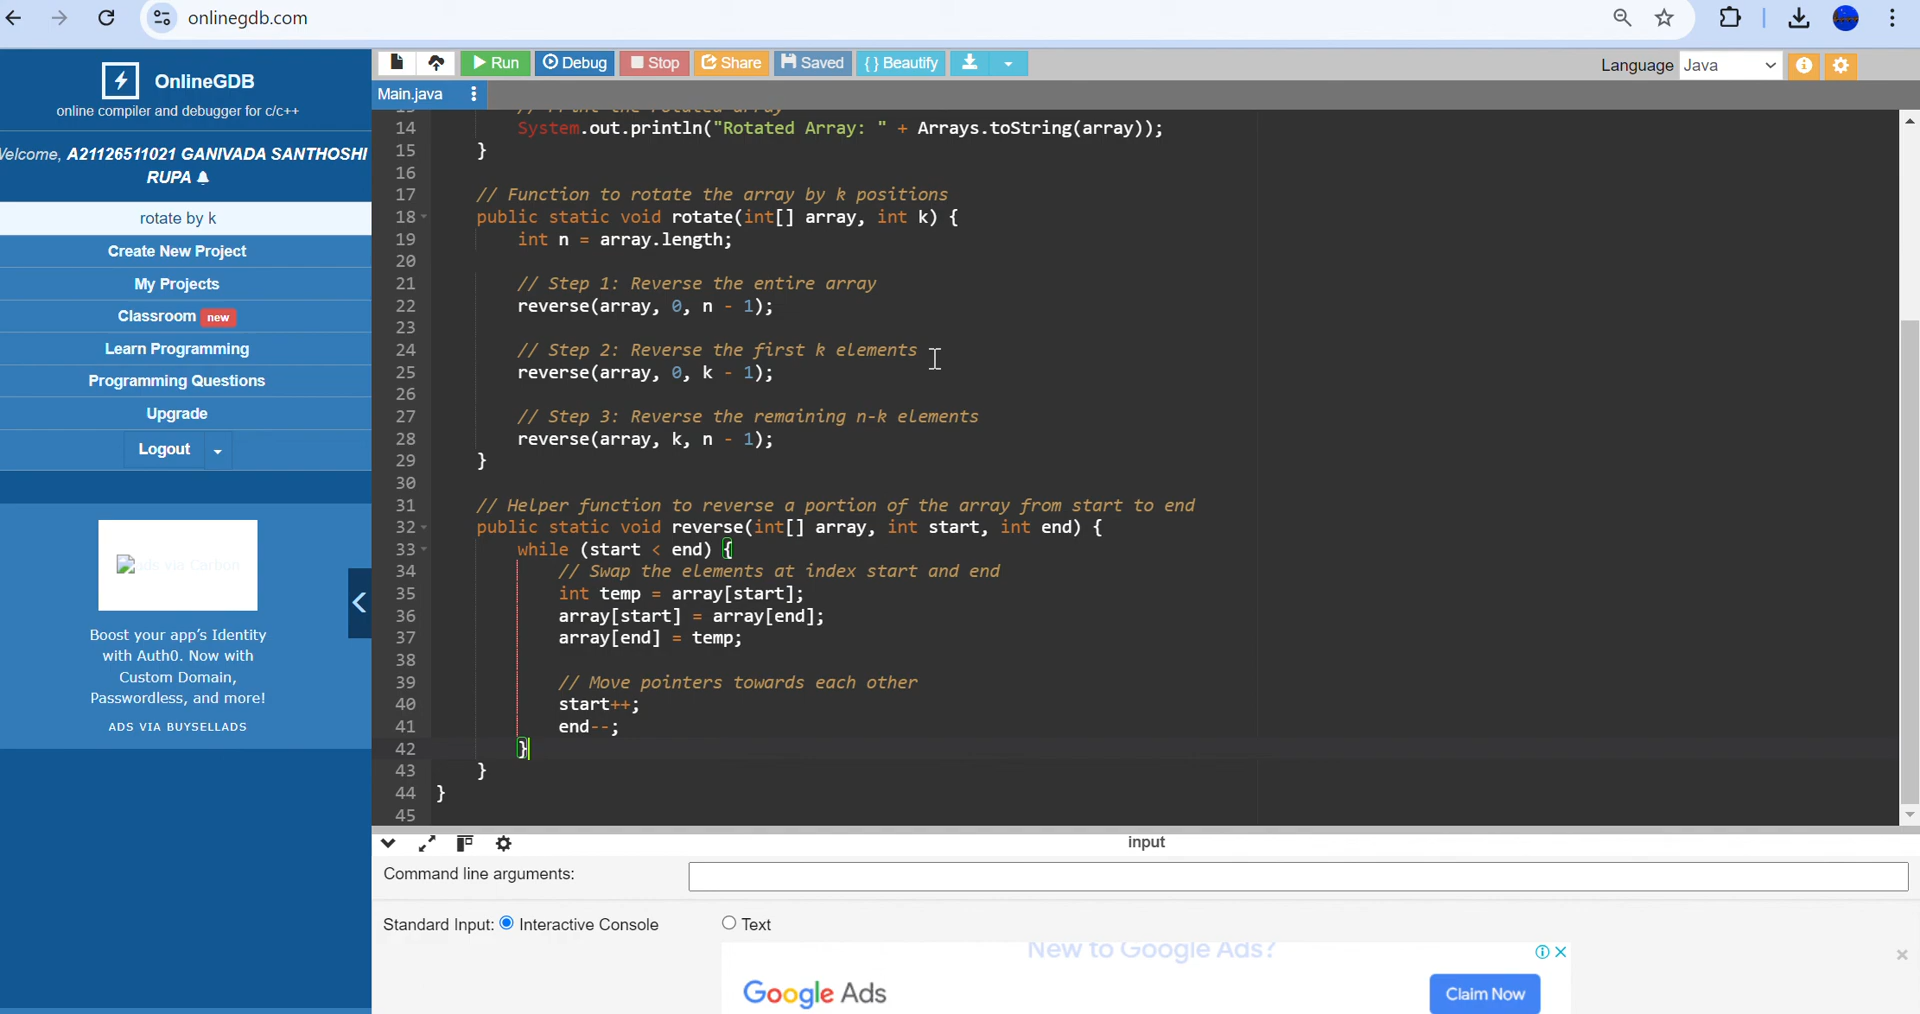 onlinegdb.com
OnlineGDB
online compiler and debugger for c/c++
Welcome, A21126511021 GANIVADA SANTHOSHI
RUPA
rotate by k
Create New Project
My Projects
Classroom new
Learn Programming
Programming Questions
Upgrade
Logout
ads via Carbon
Boost your app's Identity
with Auth0. Now with
Custom Domain,
Passwordless, and more!
ADS VIA BUYSELLADS
Run Debug Stop Share Saved {} Beautify
Language Java
Main.java
13 // Print the rotated array
14 System.out.println("Rotated Array: " + Arrays.toString(array));
15 }
16
17 // Function to rotate the array by k positions
18 public static void rotate(int[] array, int k) {
19 int n = array.length;
20
21 // Step 1: Reverse the entire array
22 reverse(array, 0, n - 1);
23
24 // Step 2: Reverse the first k elements
25 reverse(array, 0, k - 1);
26
27 // Step 3: Reverse the remaining n-k elements
28 reverse(array, k, n - 1);
29 }
30
31 // Helper function to reverse a portion of the array from start to end
32 public static void reverse(int[] array, int start, int end) {
33 while (start < end) {
34 // Swap the elements at index start and end
35 int temp = array[start];
36 array[start] = array[end];
37 array[end] = temp;
38
39 // Move pointers towards each other
40 start++;
41 end--;
42 }
43 }
44 }
45
input
Command line arguments:
Standard Input: Interactive Console Text
New to Google Ads?
Google Ads
Claim Now